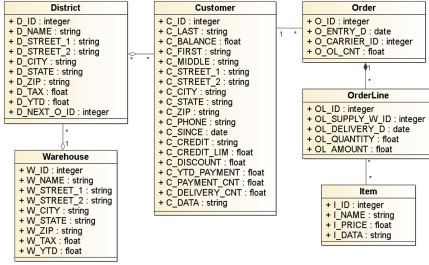 District
+ D_ID : integer
+ D_NAME : string
+ D_STREET_1 : string
+ D_STREET_2 : string
+ D_CITY : string
+ D_STATE : string
+ D_ZIP : string
+ D_TAX : float
+ D_YTD : float
+ D_NEXT_O_ID : integer
* *
*
1
Warehouse
+ W_ID : integer
+ W_NAME : string
+ W_STREET_1 : string
+ W_STREET_2 : string
+ W_CITY : string
+ W_STATE : string
+ W_ZIP : string
+ W_TAX : float
+ W_YTD : float
Customer
+ C_ID : integer
+ C_LAST : string
+ C_BALANCE : float
+ C_FIRST : string
+ C_MIDDLE : string
+ C_STREET_1 : string
+ C_STREET_2 : string
+ C_CITY : string
+ C_STATE : string
+ C_ZIP : string
+ C_PHONE : string
+ C_SINCE : date
+ C_CREDIT : string
+ C_CREDIT_LIM : float
+ C_DISCOUNT : float
+ C_YTD_PAYMENT : float
+ C_PAYMENT_CNT : float
+ C_DELIVERY_CNT : float
+ C_DATA : string
1 *
Order
+ O_ID : integer
+ O_ENTRY_D : date
+ O_CARRIER_ID : integer
+ O_OL_CNT : float
1
*
OrderLine
+ OL_ID : integer
+ OL_SUPPLY_W_ID : integer
+ OL_DELIVERY_D : date
+ OL_QUANTITY : float
+ OL_AMOUNT : float
*
*
Item
+ I_ID : integer
+ I_NAME : string
+ I_PRICE : float
+ I_DATA : string